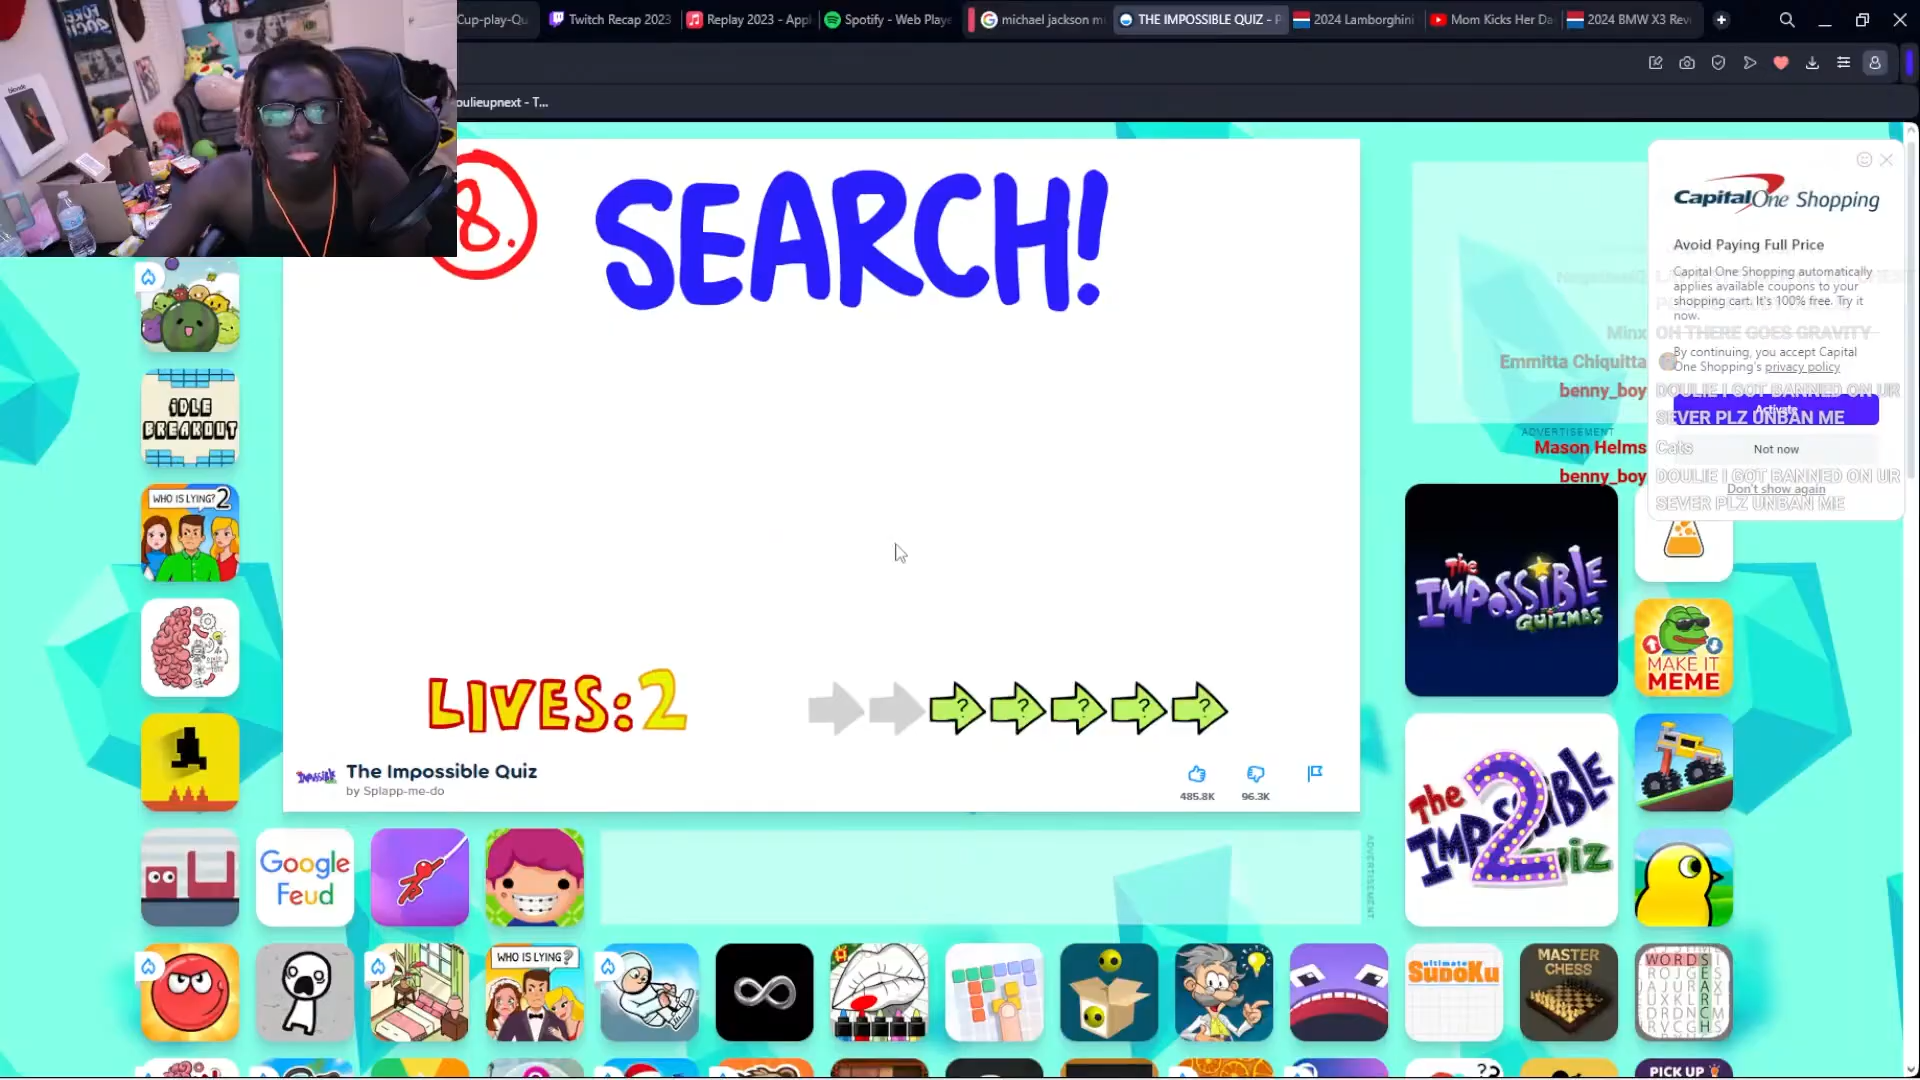 Cup-play-Qu
Twitch Recap 2023
Replay 2023 - Appl
Spotify - Web Playe
michael jackson m
THE IMPOSSIBLE QUIZ - P
2024 Lamborghini
Mom Kicks Her Da
2024 BMW X3 Rev
oulieupnext - T...
blonde
8.
SEARCH!
LIVES:2
? ? ? ? ?
The Impossible Quiz
by Splapp-me-do
485.8K
96.3K
Capital One Shopping
Avoid Paying Full Price
Capital One Shopping automatically
applies available coupons to your
shopping cart. It's 100% free. Try it
now.
By continuing, you accept Capital
One Shopping's privacy policy
Activate
Not now
Don't show again
Minx OH THERE GOES GRAVITY
Emmitta Chiquitta
benny_boy DOULIE I GOT BANNED ON UR
SEVER PLZ UNBAN ME
ADVERTISEMENT
Mason Helms Cats
benny_boy DOULIE I GOT BANNED ON UR
SEVER PLZ UNBAN ME
IDLE
BREAKOUT
WHO IS LYING? 2
The
IMPOSSIBLE
QUIZMAS
MAKE IT
MEME
The
IMPOSSIBLE
2
Quiz
Google
Feud
ADVERTISEMENT
WHO IS LYING?
ultimate
SUDOKU
MASTER
CHESS
WORDS
PICK UP